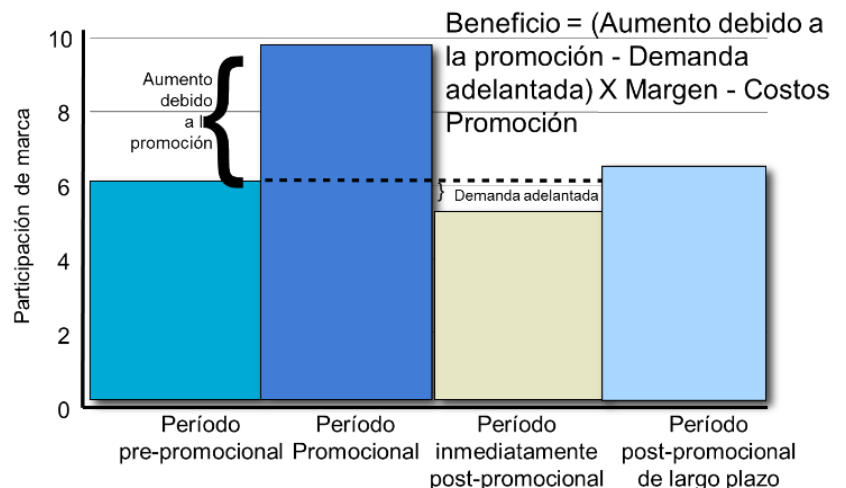 Beneficio = (Aumento debido a
la promoción - Demanda
adelantada) X Margen - Costos
Promoción
Participación de marca
10
8
6
4
2
0
Aumento
debido
a l
promoción
{
} Demanda adelantada
Período
pre-promocional
Período
Promocional
Período
inmediatamente
post-promocional
Período
post-promocional
de largo plazo